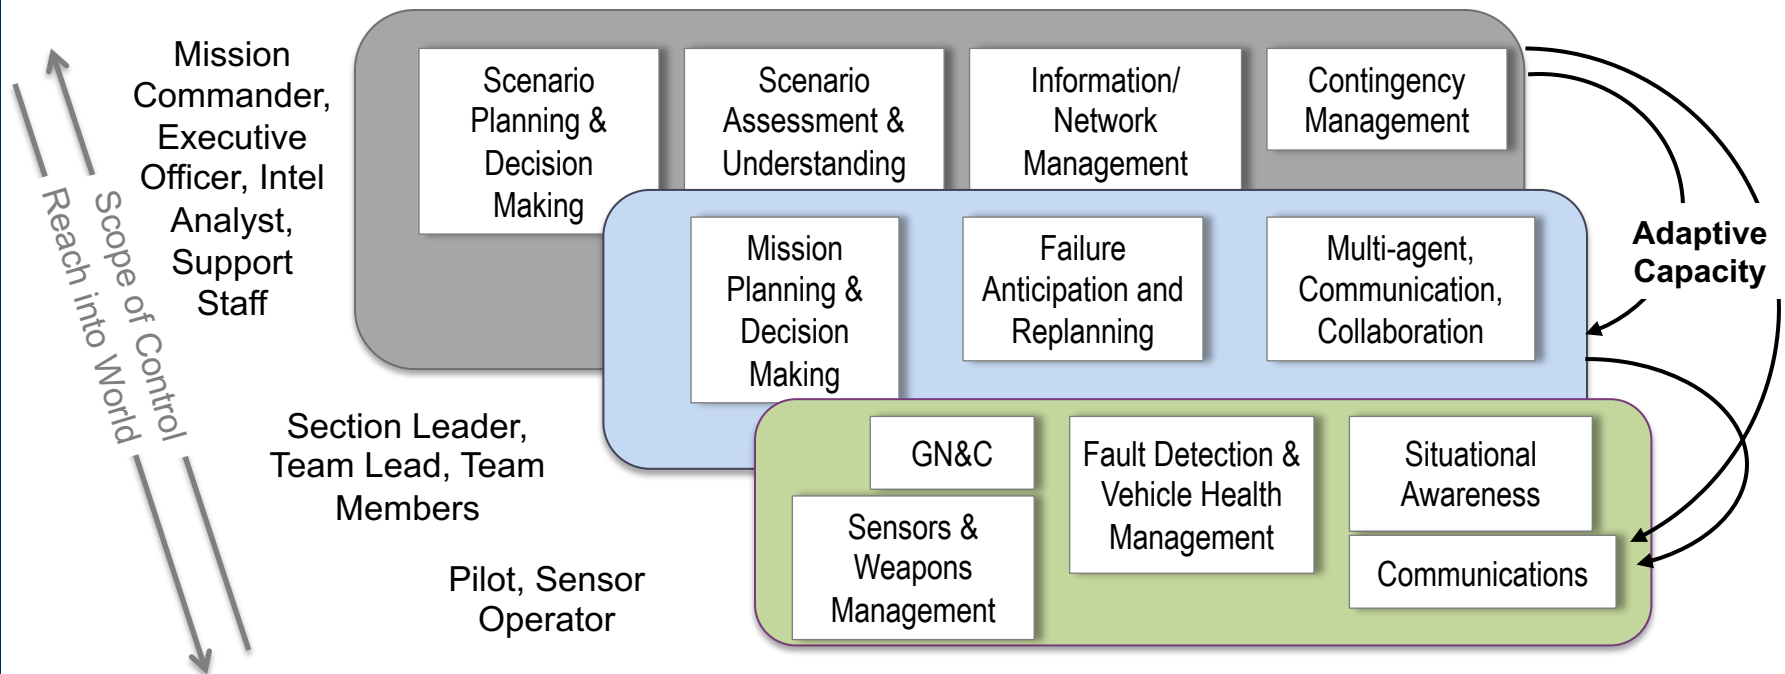 Mission
Commander,
Executive
Officer, Intel
Analyst,
Support
Staff
Scope of Control
Reach into World
Scenario
Planning &
Decision
Making
Scenario
Assessment &
Understanding
Information/
Network
Management
Contingency
Management
Adaptive
Capacity
Mission
Planning &
Decision
Making
Failure
Anticipation and
Replanning
Multi-agent,
Communication,
Collaboration
Section Leader,
Team Lead, Team
Members
GN&C
Sensors &
Weapons
Management
Fault Detection &
Vehicle Health
Management
Situational
Awareness
Communications
Pilot, Sensor
Operator